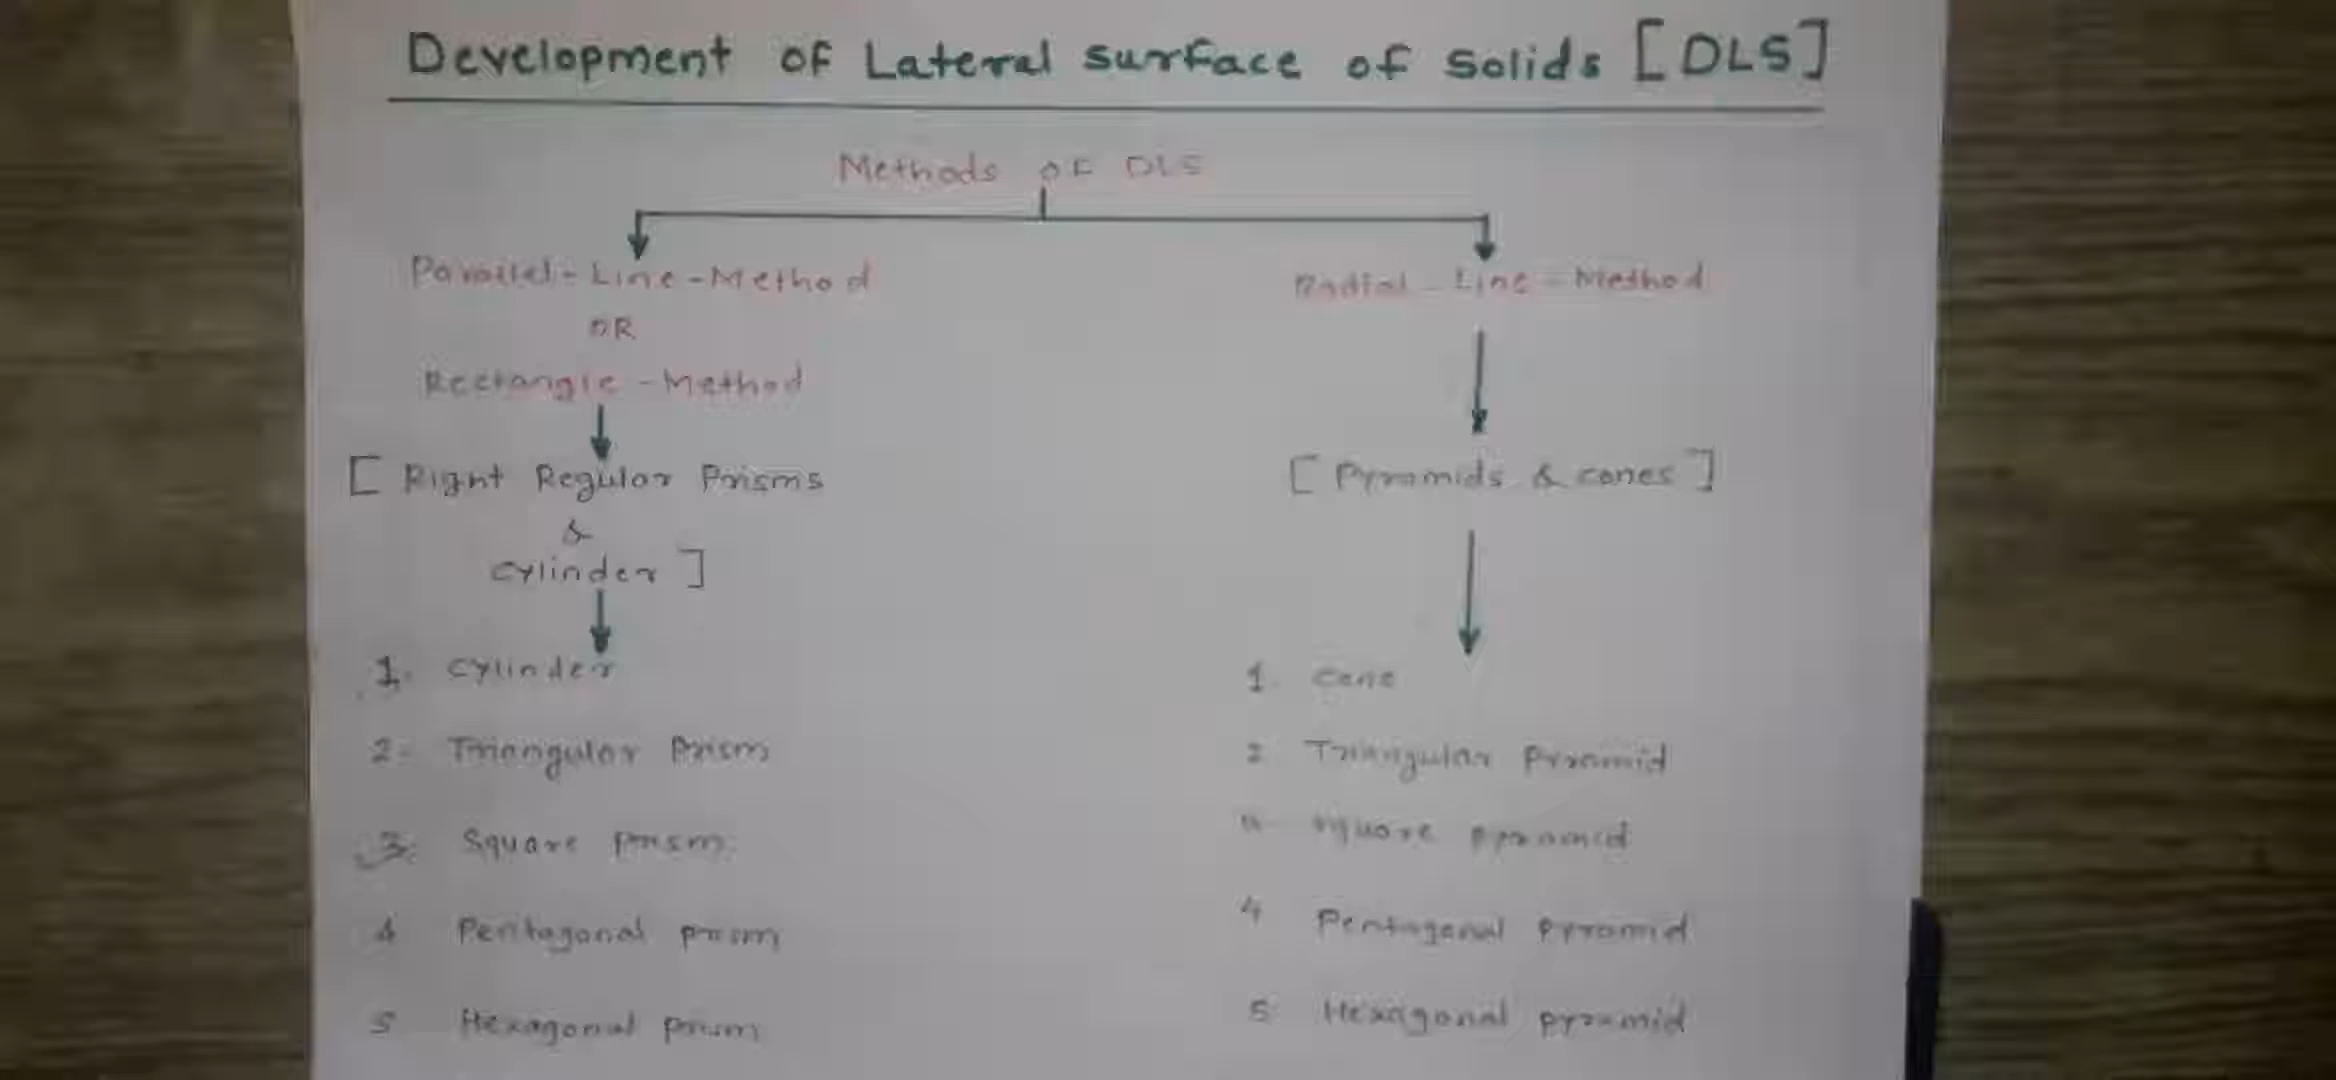 Development of Lateral surface of Solids [DLS]
Methods of DLS
Parallel-Line-Method
OR
Rectangle-Method
[Right Regular Prisms
&
cylinder]
1. cylinder
2. Triangular Prism
3. Square prism.
4 Pentagonal prism
5 Hexagonal prism
Radial-Line-Method
[Pyramids & cones]
1. cone
2 Triangular Pyramid
square pyramid
4 Pentagonal pyramid
5. Hexagonal pyramid